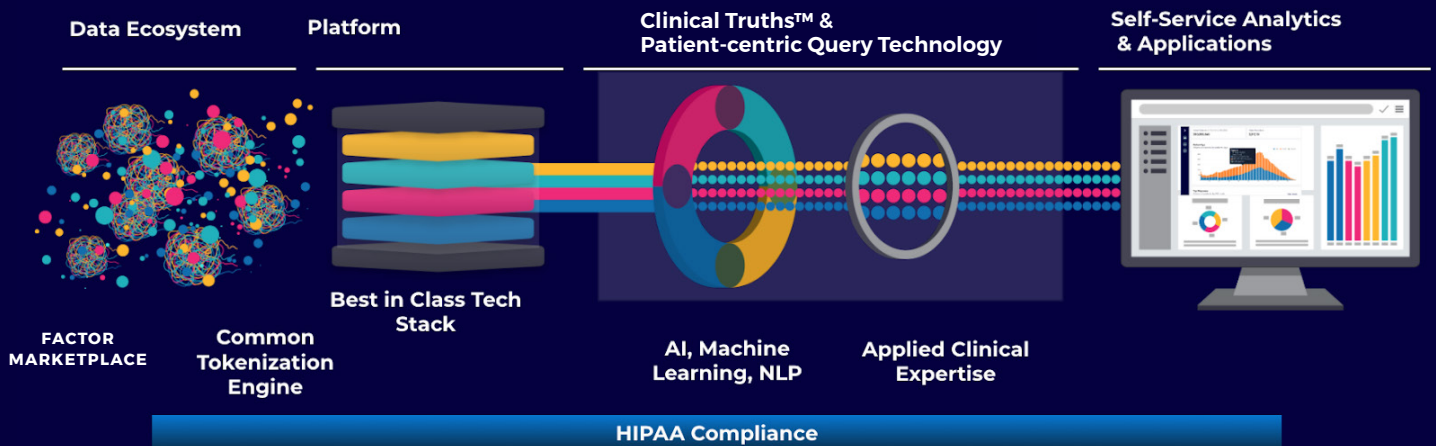 Data Ecosystem
Platform
Clinical Truths™ &
Patient-centric Query Technology
Self-Service Analytics
& Applications
Best in Class Tech
Stack
FACTOR
MARKETPLACE
Common
Tokenization
Engine
AI, Machine
Learning, NLP
Applied Clinical
Expertise
HIPAA Compliance